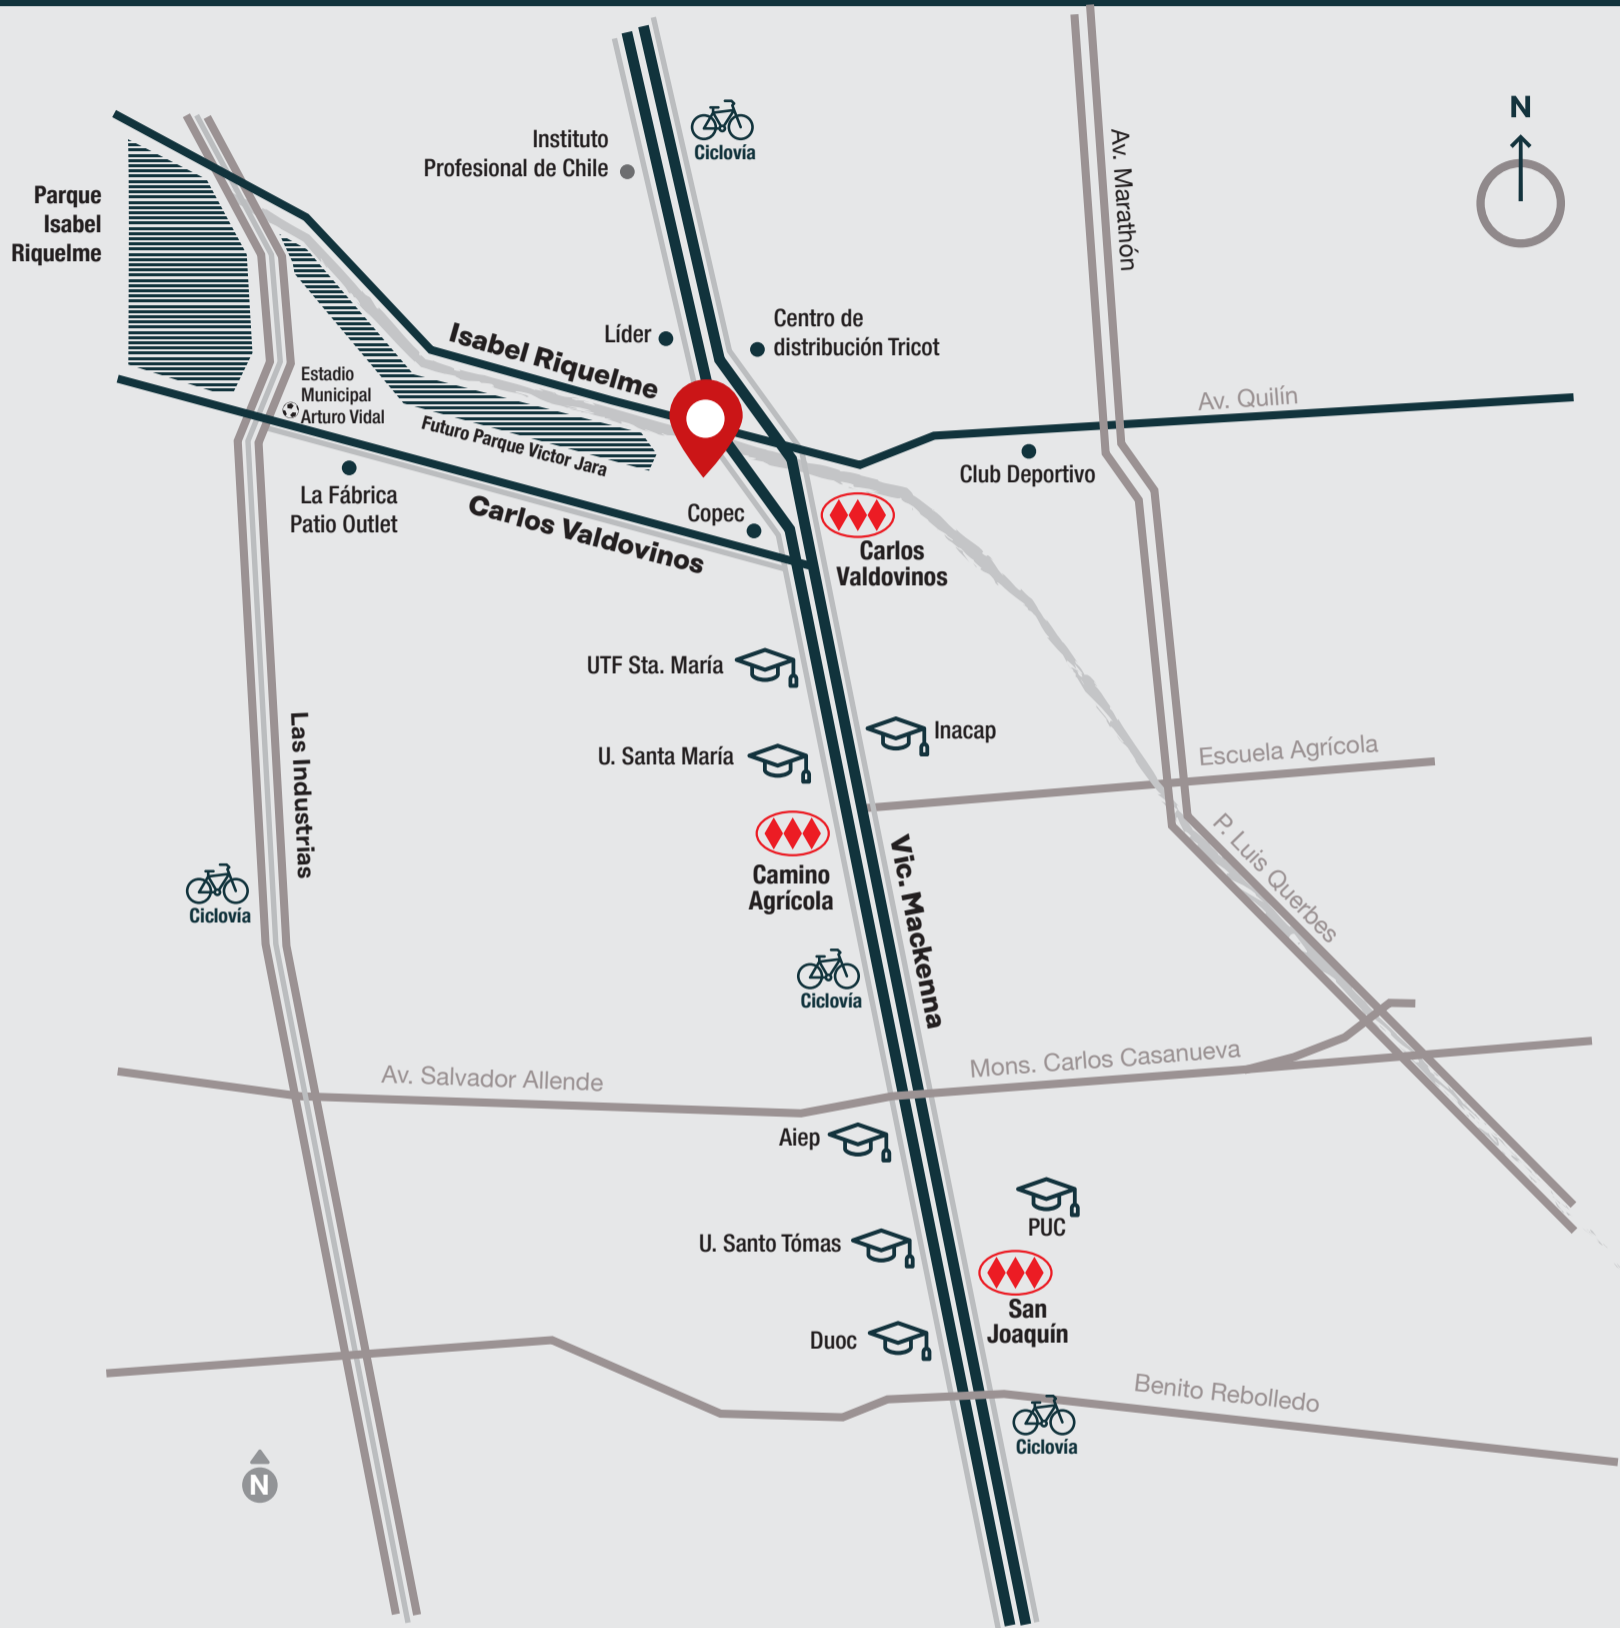 N
Av. Marathón
Ciclovía
Instituto
Profesional de Chile
Parque
Isabel
Riquelme
Líder
Centro de
distribución Tricot
Isabel Riquelme
Estadio
Municipal
Arturo Vidal
Futuro Parque Victor Jara
Av. Quilín
Club Deportivo
La Fábrica
Patio Outlet
Carlos Valdovinos
Copec
Carlos
Valdovinos
UTF Sta. María
Inacap
U. Santa María
Escuela Agrícola
Las Industrias
Camino
Agrícola
Vic. Mackenna
P. Luis Querbes
Ciclovía
Ciclovía
Av. Salvador Allende
Mons. Carlos Casanueva
Aiep
PUC
U. Santo Tómas
San
Joaquín
Duoc
Benito Rebolledo
Ciclovía
N